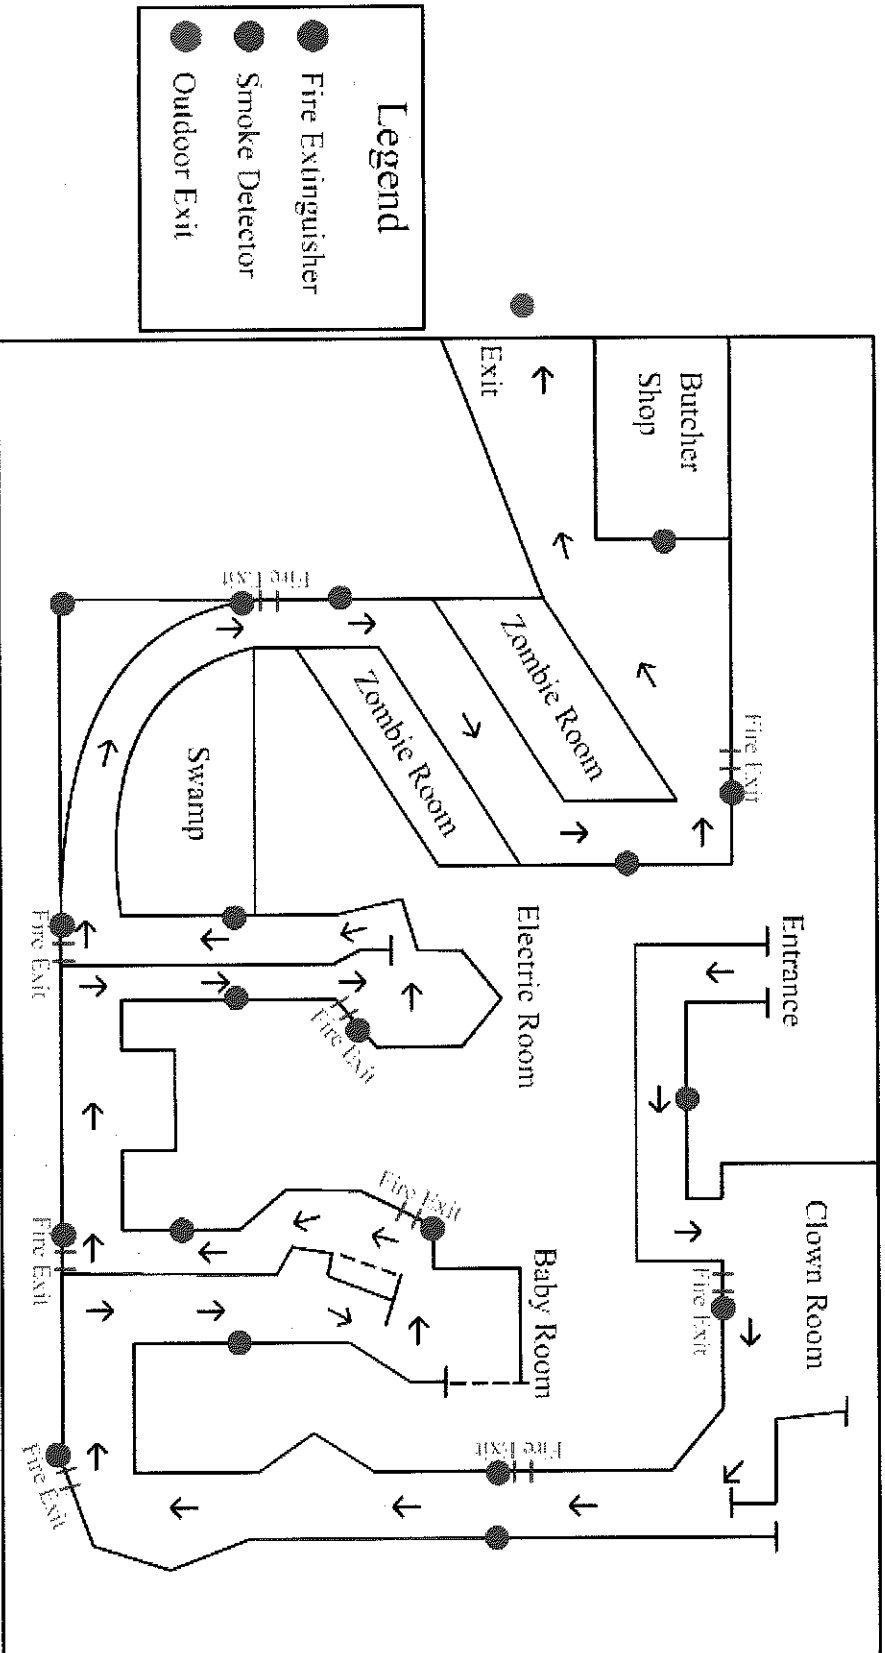 Legend
Fire Extinguisher
Smoke Detector
Outdoor Exit
Butcher
Shop
Exit
Fire Exit
Entrance
Clown Room
Fire Exit
Zombie Room
Zombie Room
Fire Exit
Swamp
Electric Room
Fire Exit
Fire Exit
Baby Room
Fire Exit
Fire Exit
Fire Exit
Fire Exit